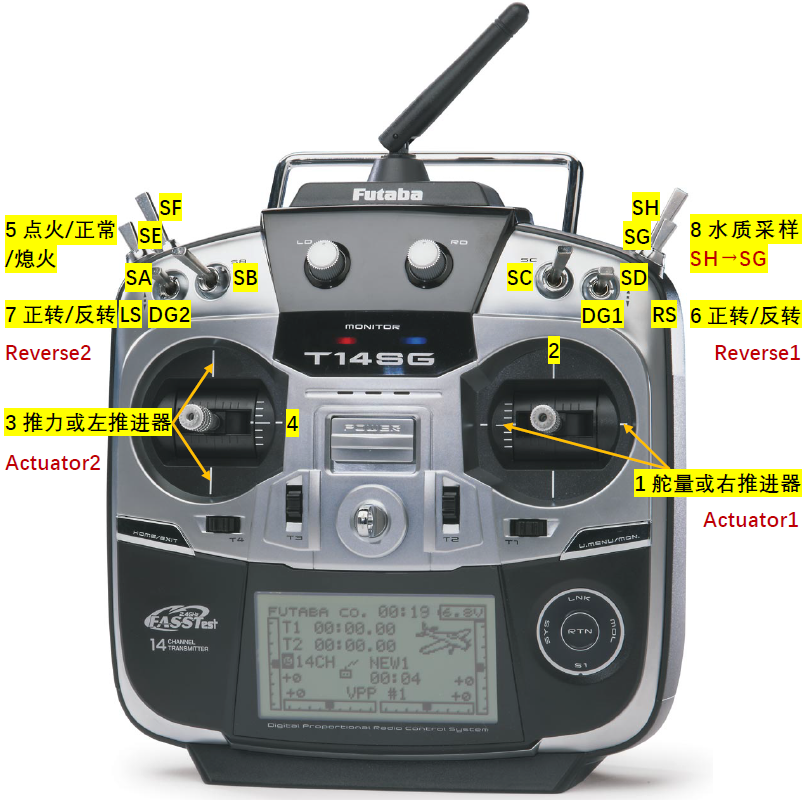 Futaba
SF
SH
5 点火/正常
/熄火
SE
SG
8 水质采样
SH→SG
LD
RD
SA
SB
SC
SC
SD
7 正转/反转
LS
DG2
DG1
RS
6 正转/反转
Reverse2
Reverse1
MONITOR
T14SG
2
3 推力或左推进器
4
POWER
Actuator2
1 舵量或右推进器
Actuator1
T4
T3
T2
T1
HOME/EXIT
U.MENU/MON.
2.4GHz
FASSTest
14 CHANNEL
TRANSMITTER
FUTABA CO. 00:19 6.8V
T1 00:00.00
T2 00:00.00
14CH NEW1
00:04
+0 +0
+0 VPP #1 +0
LNK
SYS
MDL
RTN
S1
Digital Proportional Radio Control System